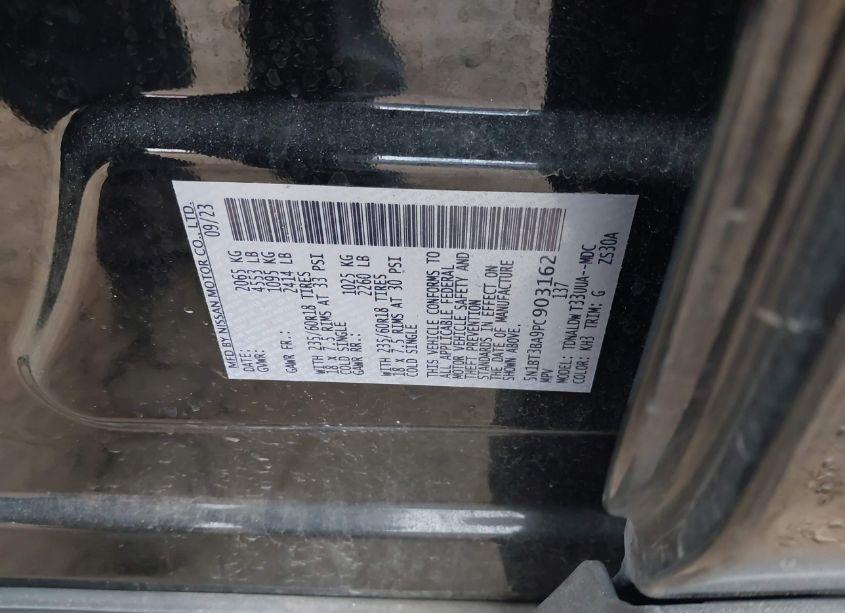 MFD BY NISSAN MOTOR CO., LTD.
DATE: 09/23
GVWR: 2065 KG
4553 LB
GAWR FR.: 1095 KG
2414 LB
WITH 235/60R18 TIRES
18 x 7.5 RIMS AT 33 PSI
COLD SINGLE
GAWR RR.: 1025 KG
2260 LB
WITH 235/60R18 TIRES
18 x 7.5 RIMS AT 30 PSI
COLD SINGLE
THIS VEHICLE CONFORMS TO
ALL APPLICABLE FEDERAL
MOTOR VEHICLE SAFETY AND
THEFT PREVENTION
STANDARDS IN EFFECT ON
THE DATE OF MANUFACTURE
SHOWN ABOVE.
5N1BT3BA9PC903162
MPV 137
MODEL: TDNALDWT33UUA--MDC
COLOR: KH3 TRIM: G ZS30A